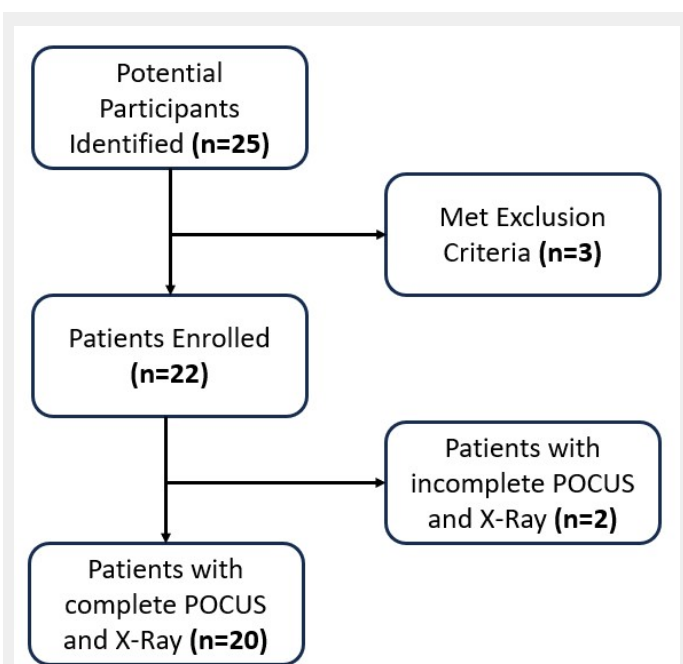 Potential
Participants
Identified (n=25)
Met Exclusion
Criteria (n=3)
Patients Enrolled
(n=22)
Patients with
incomplete POCUS
and X-Ray (n=2)
Patients with
complete POCUS
and X-Ray (n=20)